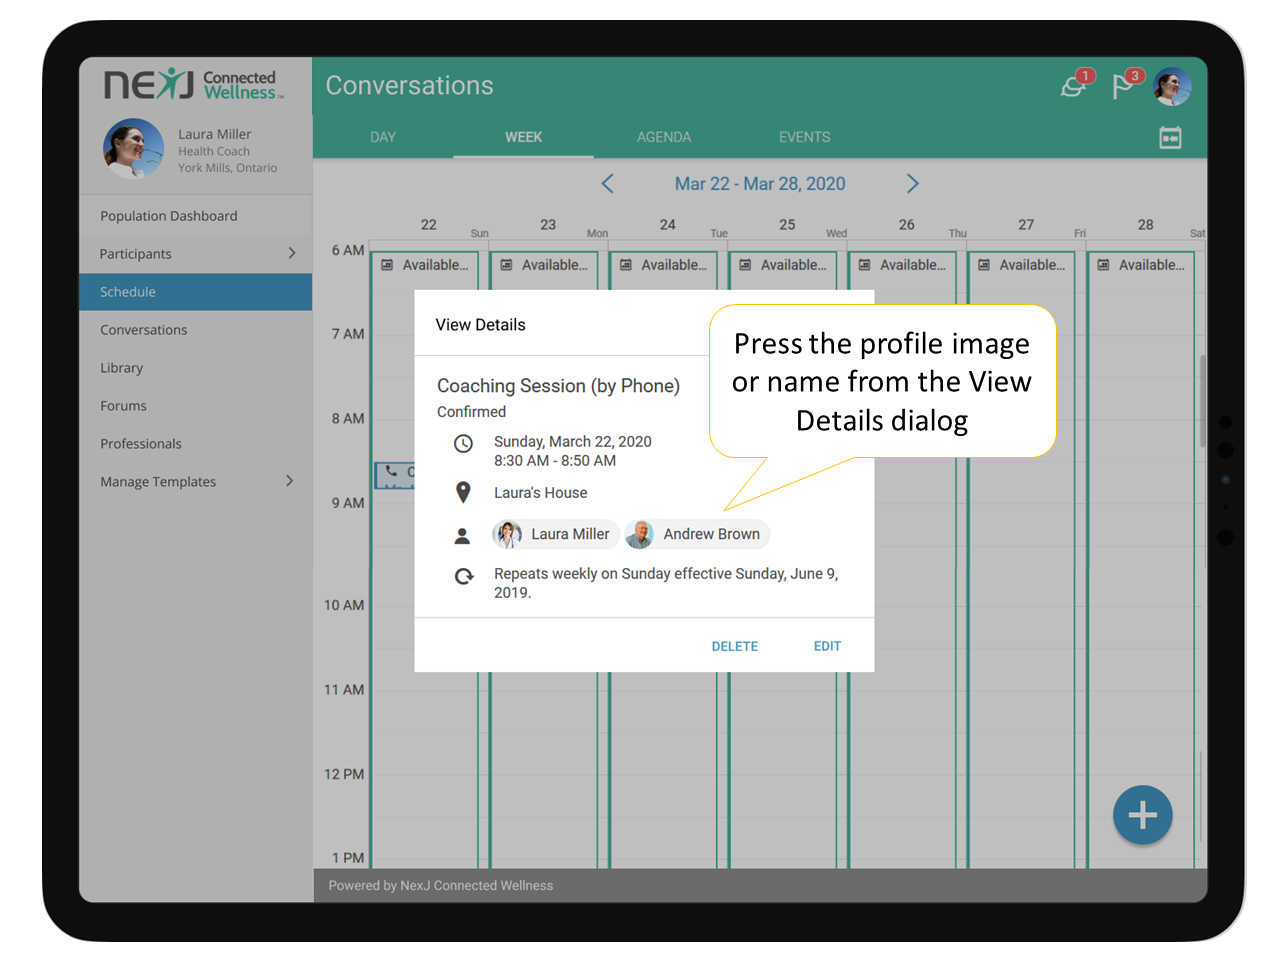 NEXJ Connected Wellness™
Laura Miller
Health Coach
York Mills, Ontario
Population Dashboard
Participants
Schedule
Conversations
Library
Forums
Professionals
Manage Templates
Conversations
1
3
DAY
WEEK
AGENDA
EVENTS
Mar 22 - Mar 28, 2020
22 Sun
23 Mon
24 Tue
25 Wed
26 Thu
27 Fri
28 Sat
6 AM
Available...
Available...
Available...
Available...
Available...
Available...
Available...
7 AM
8 AM
9 AM
10 AM
11 AM
12 PM
1 PM
View Details
Coaching Session (by Phone)
Confirmed
Sunday, March 22, 2020
8:30 AM - 8:50 AM
Laura's House
Laura Miller
Andrew Brown
Repeats weekly on Sunday effective Sunday, June 9,
2019.
DELETE
EDIT
Press the profile image
or name from the View
Details dialog
Powered by NexJ Connected Wellness